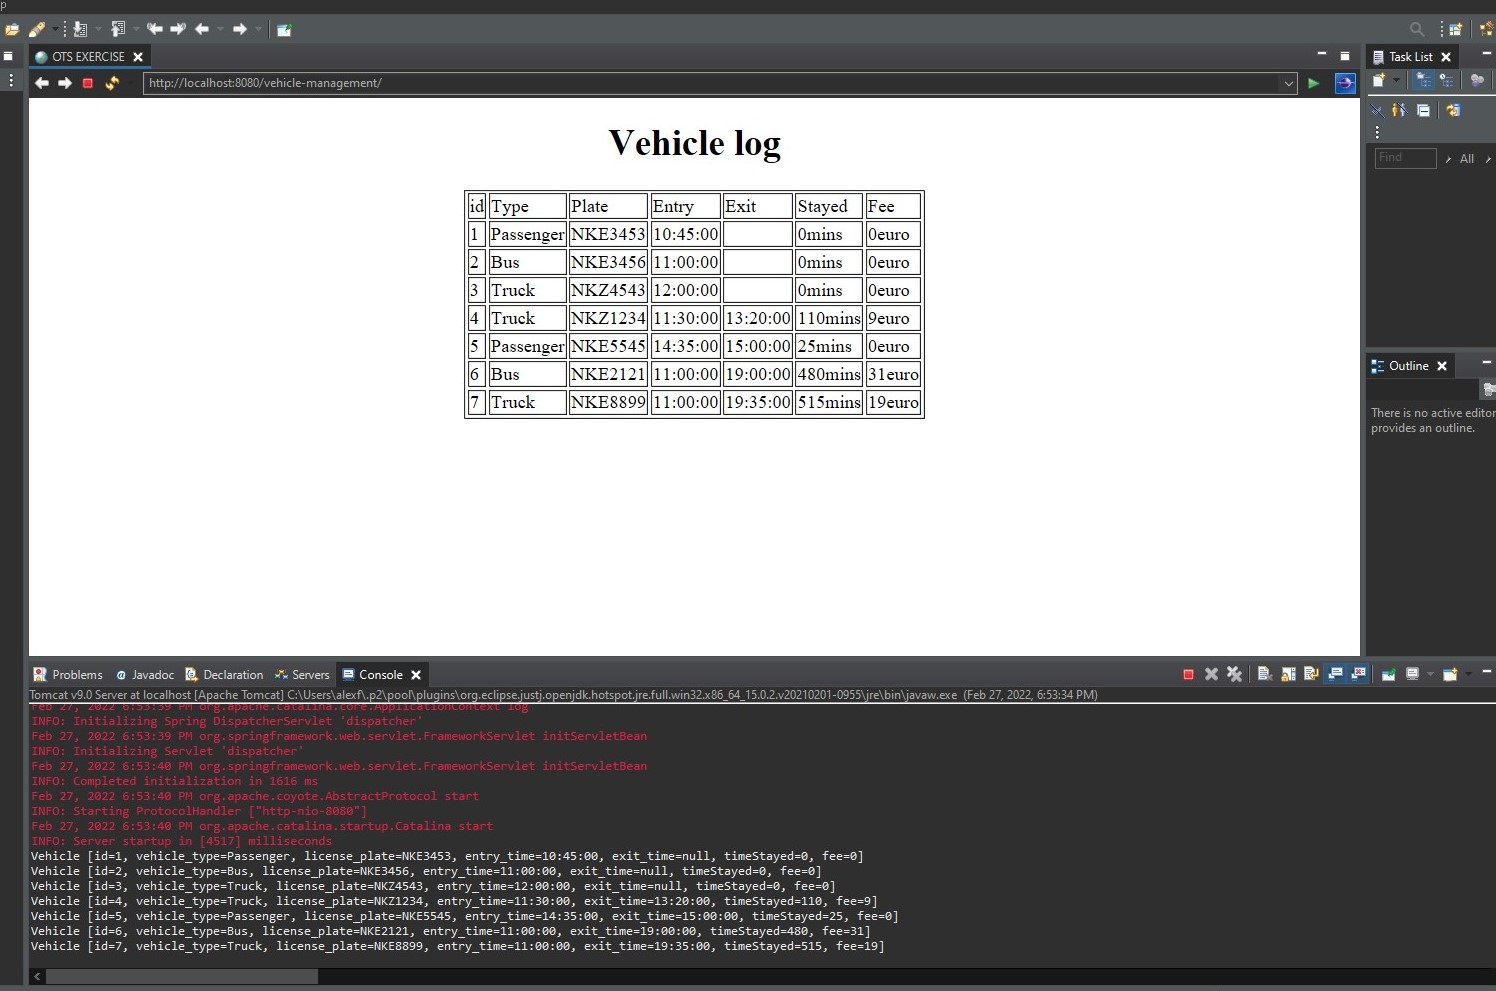 p
OTS EXERCISE
Task List
http://localhost:8080/vehicle-management/
Find
All
Vehicle log
id Type Plate Entry Exit Stayed Fee
1 Passenger NKE3453 10:45:00 0mins 0euro
2 Bus NKE3456 11:00:00 0mins 0euro
3 Truck NKZ4543 12:00:00 0mins 0euro
4 Truck NKZ1234 11:30:00 13:20:00 110mins 9euro
5 Passenger NKE5545 14:35:00 15:00:00 25mins 0euro
6 Bus NKE2121 11:00:00 19:00:00 480mins 31euro
7 Truck NKE8899 11:00:00 19:35:00 515mins 19euro
Outline
There is no active editor
provides an outline.
Problems Javadoc Declaration Servers Console
Tomcat v9.0 Server at localhost [Apache Tomcat] C:\Users\alexf\.p2\pool\plugins\org.eclipse.justj.openjdk.hotspot.jre.full.win32.x86_64_15.0.2.v20210201-0955\jre\bin\javaw.exe (Feb 27, 2022, 6:53:34 PM)
Feb 27, 2022 6:53:39 PM org.apache.catalina.core.ApplicationContext log
INFO: Initializing Spring DispatcherServlet 'dispatcher'
Feb 27, 2022 6:53:39 PM org.springframework.web.servlet.FrameworkServlet initServletBean
INFO: Initializing Servlet 'dispatcher'
Feb 27, 2022 6:53:40 PM org.springframework.web.servlet.FrameworkServlet initServletBean
INFO: Completed initialization in 1616 ms
Feb 27, 2022 6:53:40 PM org.apache.coyote.AbstractProtocol start
INFO: Starting ProtocolHandler ["http-nio-8080"]
Feb 27, 2022 6:53:40 PM org.apache.catalina.startup.Catalina start
INFO: Server startup in [4517] milliseconds
Vehicle [id=1, vehicle_type=Passenger, license_plate=NKE3453, entry_time=10:45:00, exit_time=null, timeStayed=0, fee=0]
Vehicle [id=2, vehicle_type=Bus, license_plate=NKE3456, entry_time=11:00:00, exit_time=null, timeStayed=0, fee=0]
Vehicle [id=3, vehicle_type=Truck, license_plate=NKZ4543, entry_time=12:00:00, exit_time=null, timeStayed=0, fee=0]
Vehicle [id=4, vehicle_type=Truck, license_plate=NKZ1234, entry_time=11:30:00, exit_time=13:20:00, timeStayed=110, fee=9]
Vehicle [id=5, vehicle_type=Passenger, license_plate=NKE5545, entry_time=14:35:00, exit_time=15:00:00, timeStayed=25, fee=0]
Vehicle [id=6, vehicle_type=Bus, license_plate=NKE2121, entry_time=11:00:00, exit_time=19:00:00, timeStayed=480, fee=31]
Vehicle [id=7, vehicle_type=Truck, license_plate=NKE8899, entry_time=11:00:00, exit_time=19:35:00, timeStayed=515, fee=19]